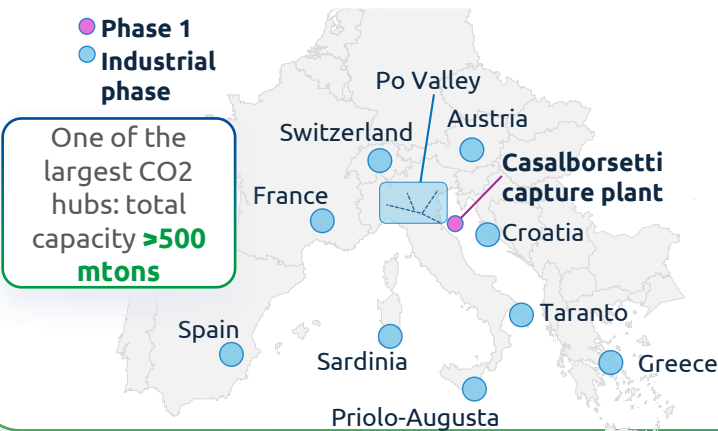 Phase 1
Industrial
phase
One of the
largest CO2
hubs: total
capacity >500
mtons
Po Valley
Switzerland
Austria
Casalborsetti
capture plant
France
Croatia
Taranto
Spain
Sardinia
Greece
Priolo-Augusta